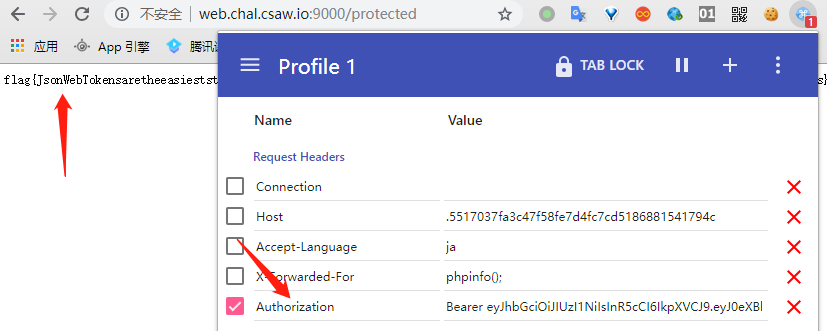 不安全 | web.chal.csaw.io:9000/protected
应用 App 引擎 腾讯
1
01
flag{JsonWebTokensaretheeasiestst
s}
Profile 1 TAB LOCK
Name Value
Request Headers
Connection
Host .5517037fa3c47f58fe7d4fc7cd5186881541794c
Accept-Language ja
X-Forwarded-For phpinfo();
Authorization Bearer eyJhbGciOiJIUzI1NiIsInR5cCI6IkpXVCJ9.eyJ0eXBl